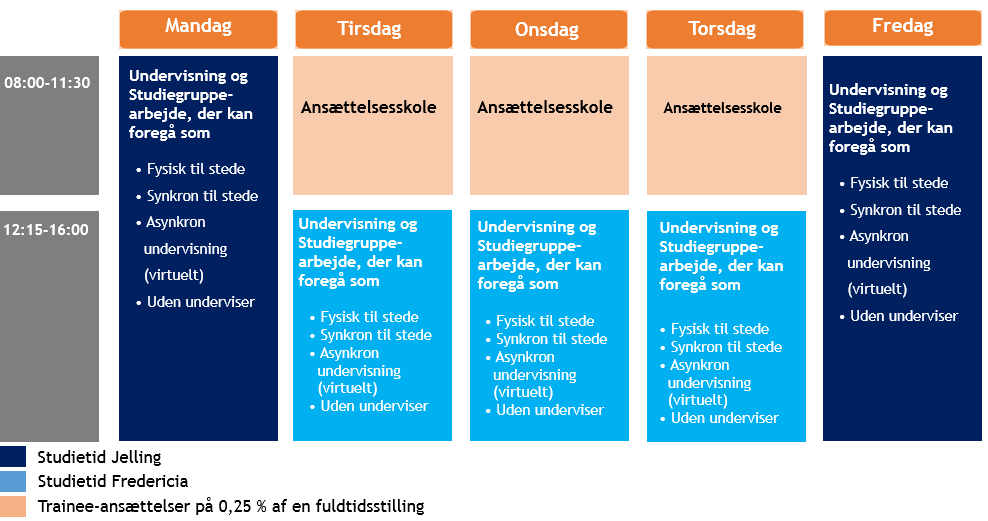 Mandag
Tirsdag
Onsdag
Torsdag
Fredag
08:00-11:30
12:15-16:00
Undervisning og
Studiegruppe-
arbejde, der kan
foregå som
• Fysisk til stede
• Synkron til stede
• Asynkron
undervisning
(virtuelt)
• Uden underviser
Ansættelsesskole
Undervisning og
Studiegruppe-
arbejde, der kan
foregå som
• Fysisk til stede
• Synkron til stede
• Asynkron
undervisning
(virtuelt)
• Uden underviser
Ansættelsesskole
Undervisning og
Studiegruppe-
arbejde, der kan
foregå som
• Fysisk til stede
• Synkron til stede
• Asynkron
undervisning
(virtuelt)
• Uden underviser
Ansættelsesskole
Undervisning og
Studiegruppe-
arbejde, der kan
foregå som
• Fysisk til stede
• Synkron til stede
• Asynkron
undervisning
(virtuelt)
• Uden underviser
Undervisning og
Studiegruppe-
arbejde, der kan
foregå som
• Fysisk til stede
• Synkron til stede
• Asynkron
undervisning
(virtuelt)
• Uden underviser
Studietid Jelling
Studietid Fredericia
Trainee-ansættelser på 0,25 % af en fuldtidsstilling